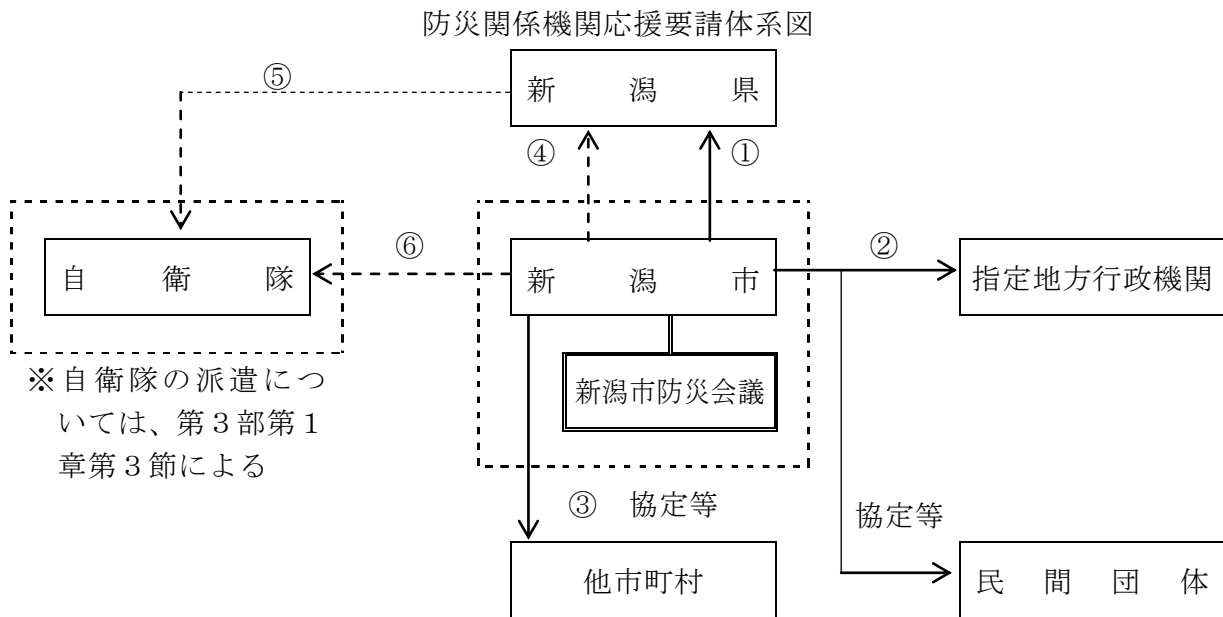 防災関係機関応援要請体系図
⑤
新潟県
④
①
⑥
②
自衛隊
新潟市
指定地方行政機関
※自衛隊の派遣につ
いては、第3部第1
章第3節による
新潟市防災会議
③ 協定等
協定等
他市町村
民間団体